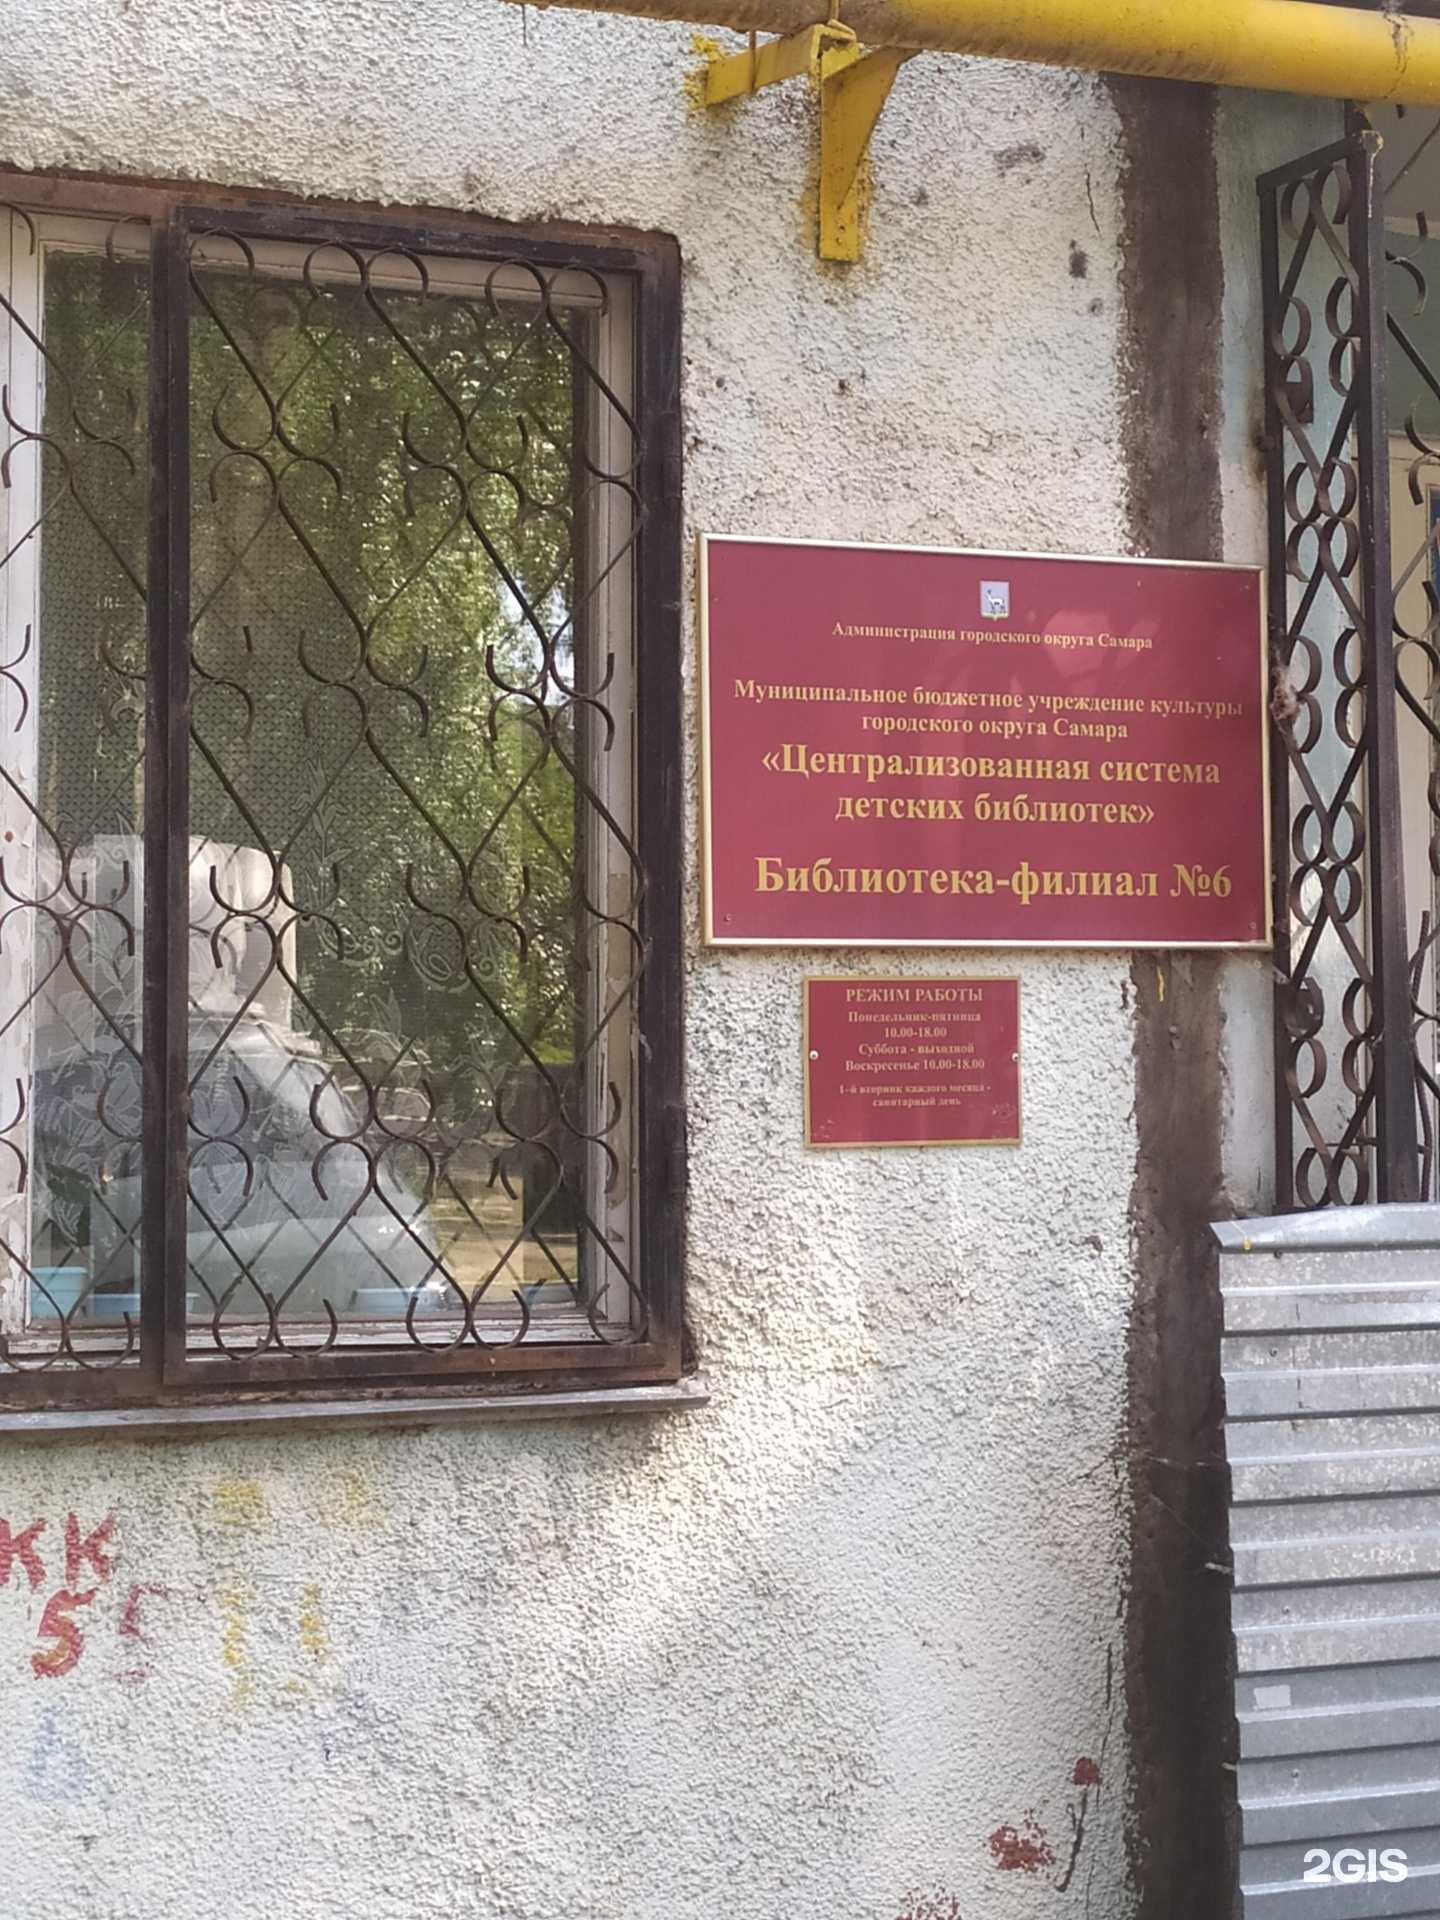 Администрация городского округа Самара
Муниципальное бюджетное учреждение культуры
городского округа Самара
«Централизованная система
детских библиотек»
Библиотека-филиал №6
РЕЖИМ РАБОТЫ
Понедельник-пятница
10.00-18.00
Суббота - выходной
Воскресенье 10.00-18.00
1-й вторник каждого месяца -
санитарный день
КК
55
2GIS